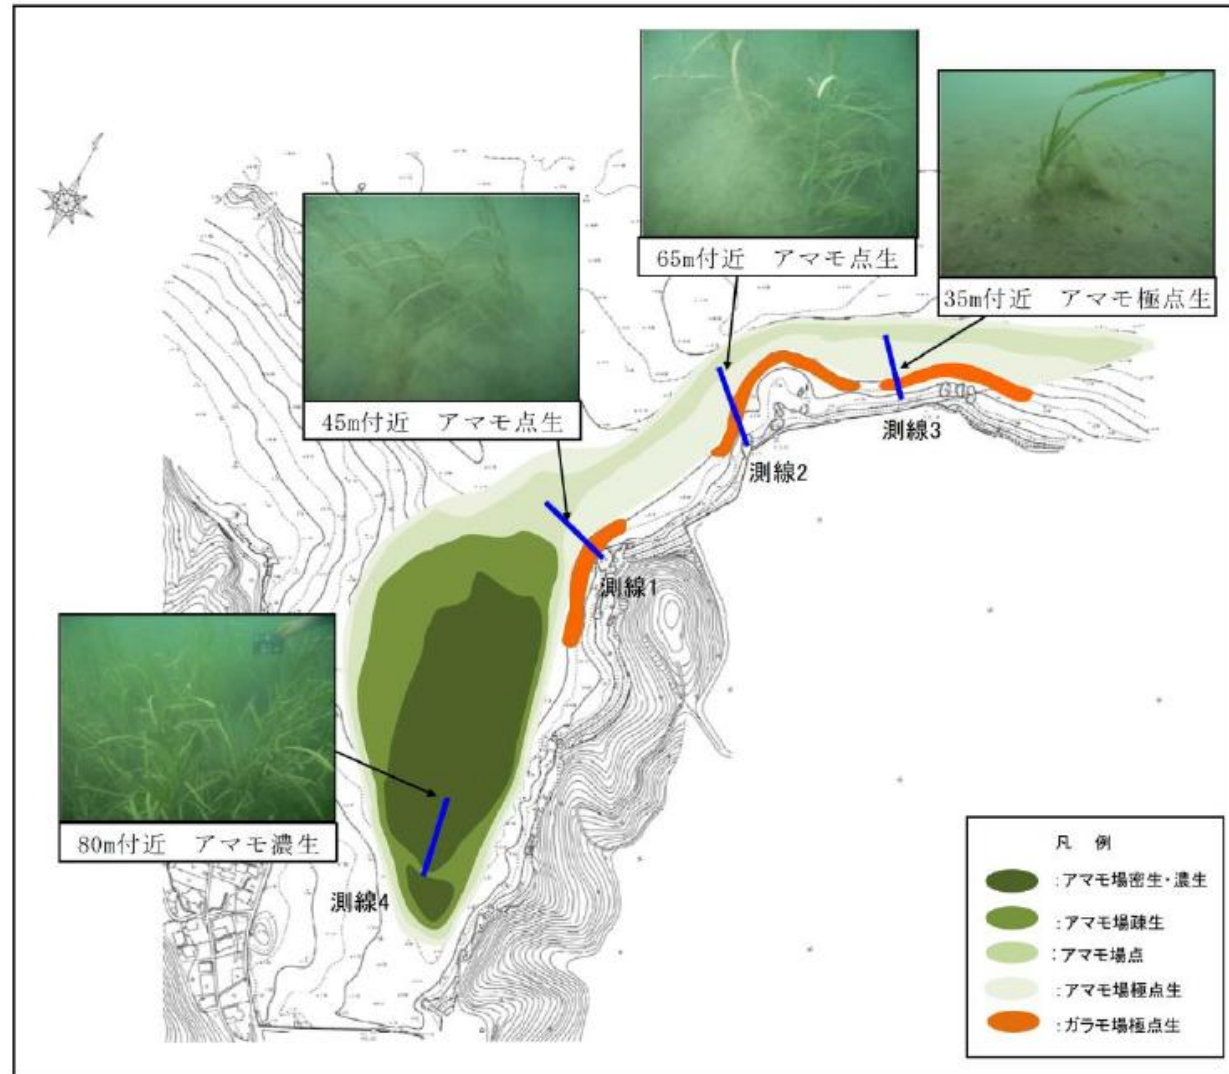 65m付近 アマモ点生
35m付近 アマモ極点生
45m付近 アマモ点生
測線3
測線2
測線1
80m付近 アマモ濃生
測線4
凡 例
:アマモ場密生・濃生
:アマモ場疎生
:アマモ場点
:アマモ場極点生
:ガラモ場極点生